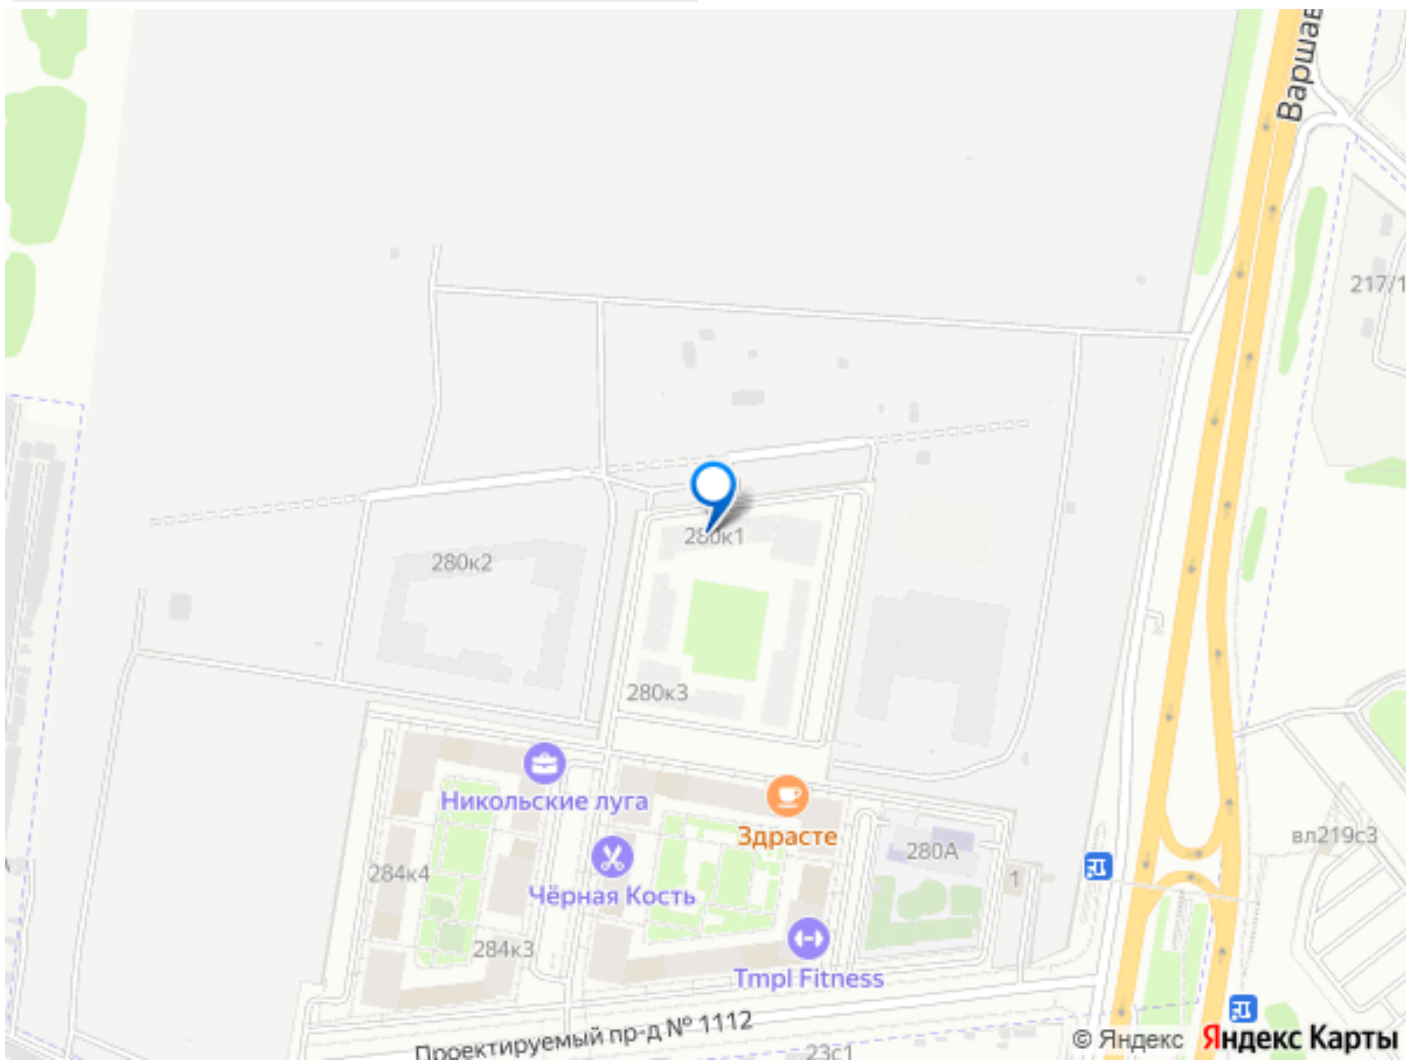 Варшав
217/1
280к1
280к2
280к3
Никольские луга
Здрасте
вл219с3
280А
284к4
1
Чёрная Кость
284к3
Tmpl Fitness
Проектируемый пр-д № 1112
23с1
© Яндекс Яндекс Карты